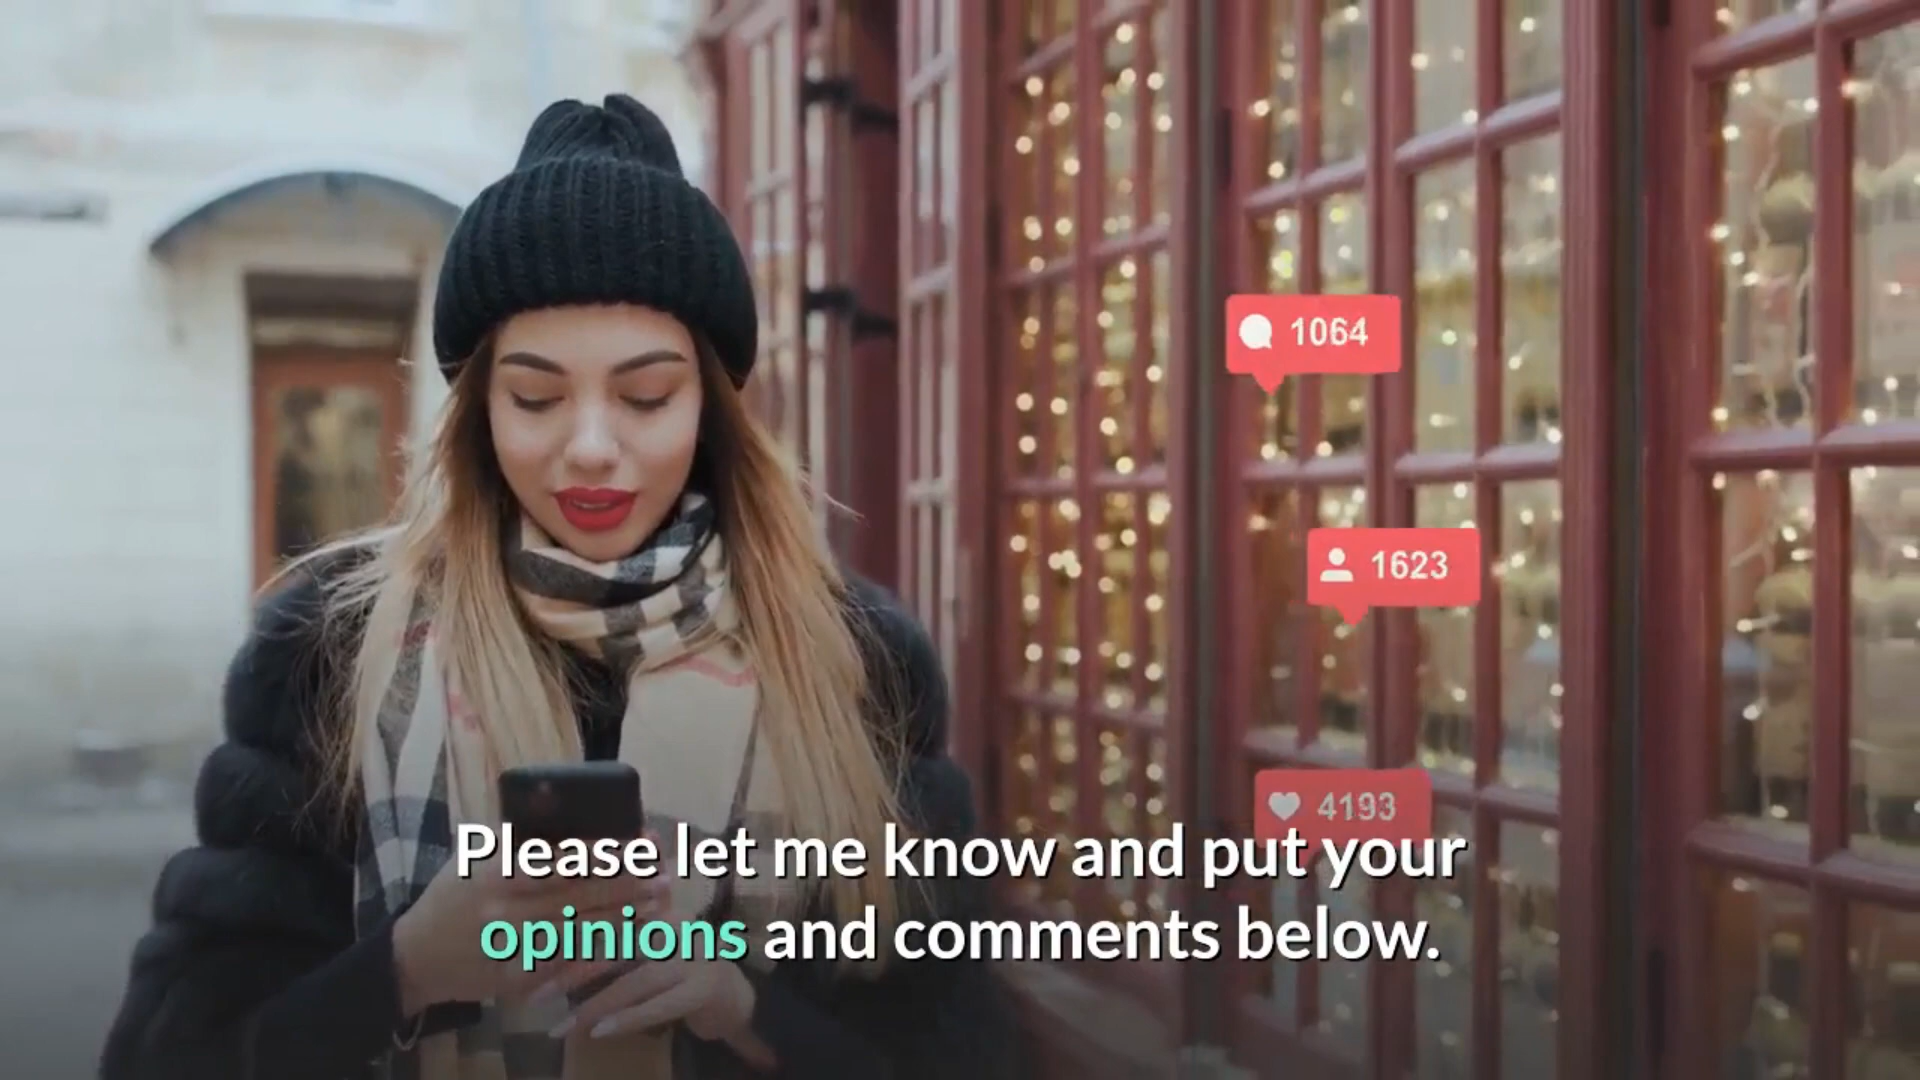 1064
1623
4193
Please let me know and put your
opinions and comments below.